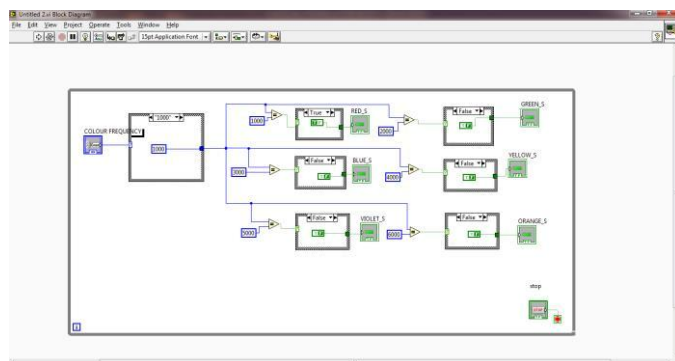 Untitled 2.vi Block Diagram
File Edit View Project Operate Tools Window Help
15pt Application Font
"1000"
COLOUR FREQUENCY
1000
1000
True
RED_S
2000
False
GREEN_S
3000
False
BLUE_S
4000
False
YELLOW_S
5000
False
VIOLET_S
6000
False
ORANGE_S
stop
i